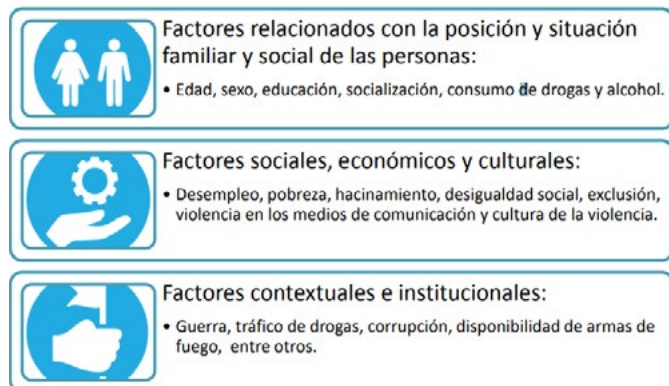 Factores relacionados con la posición y situación
familiar y social de las personas:
• Edad, sexo, educación, socialización, consumo de drogas y alcohol.
Factores sociales, económicos y culturales:
• Desempleo, pobreza, hacinamiento, desigualdad social, exclusión,
violencia en los medios de comunicación y cultura de la violencia.
Factores contextuales e institucionales:
• Guerra, tráfico de drogas, corrupción, disponibilidad de armas de
fuego, entre otros.